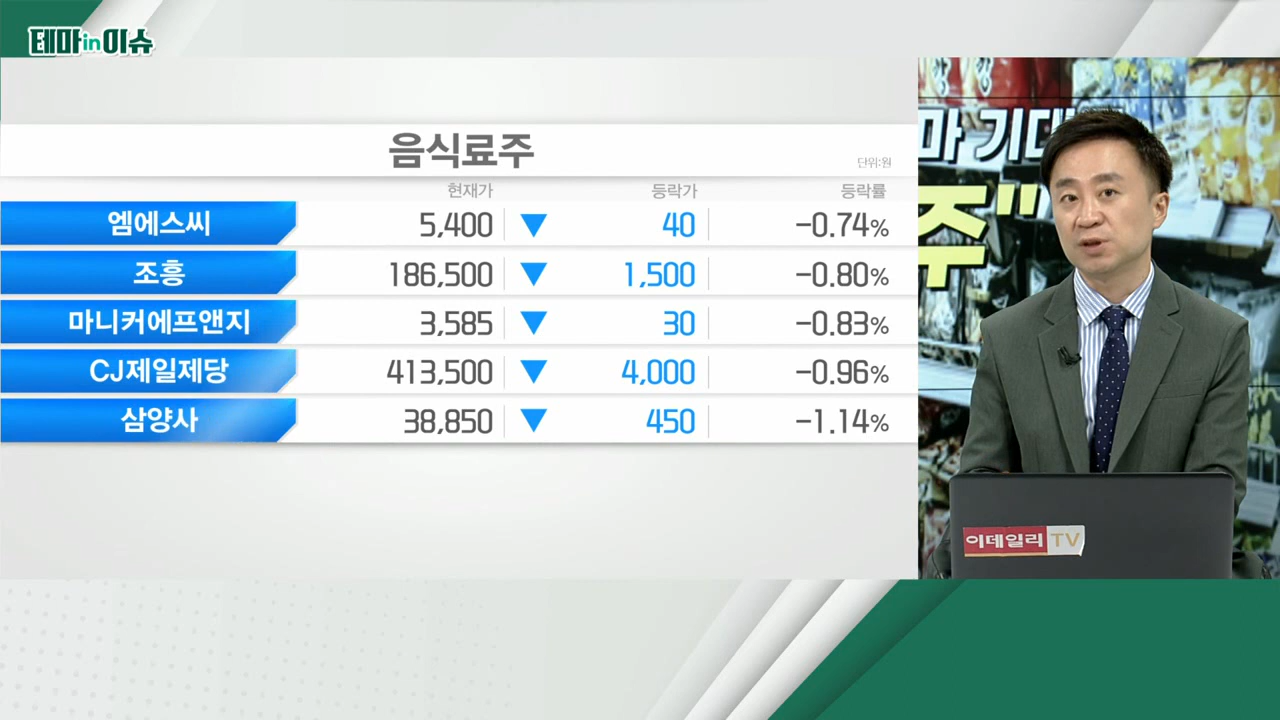 테마in이슈
음식료주
단위:원
현재가 등락가 등락률
엠에스씨 5,400 ▼ 40 -0.74%
조흥 186,500 ▼ 1,500 -0.80%
마니커에프앤지 3,585 ▼ 30 -0.83%
CJ제일제당 413,500 ▼ 4,000 -0.96%
삼양사 38,850 ▼ 450 -1.14%
마 기대
주"
이데일리TV